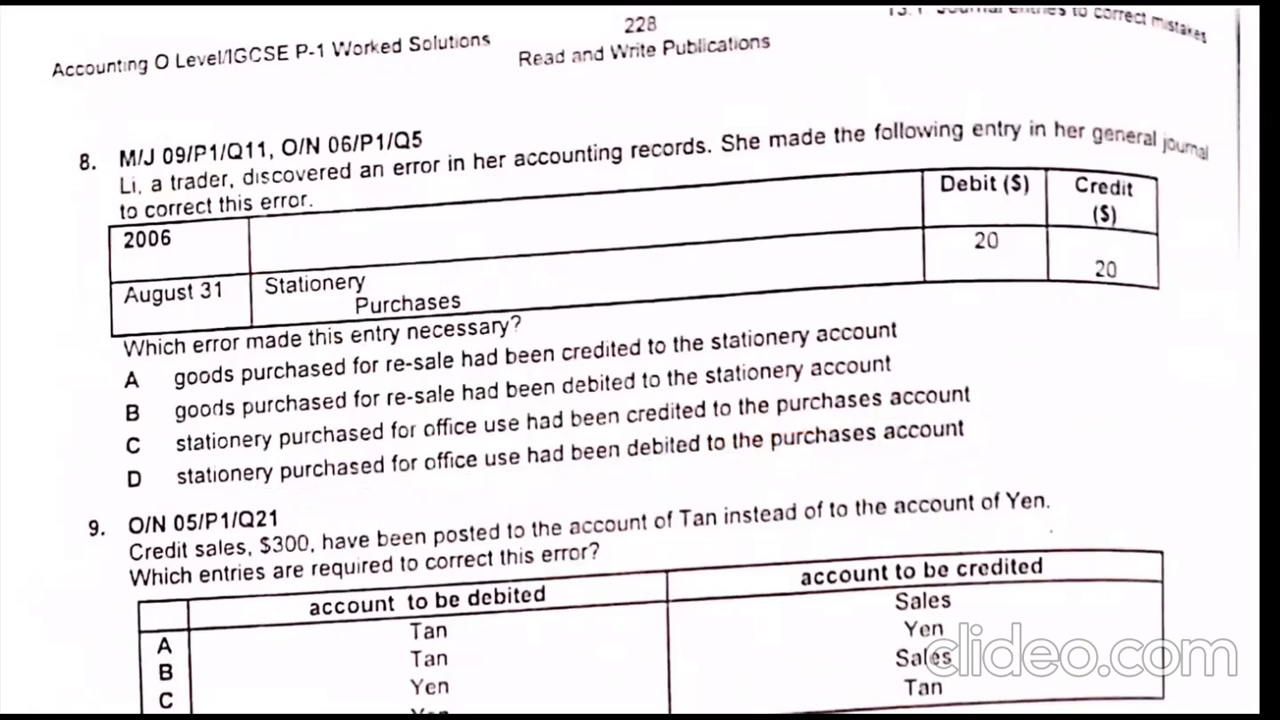 228
13.1 Journal entries to correct mistakes
Accounting O Level/IGCSE P-1 Worked Solutions
Read and Write Publications
8. M/J 09/P1/Q11, O/N 06/P1/Q5
Li, a trader, discovered an error in her accounting records. She made the following entry in her general journal
to correct this error.
2006 Debit ($) Credit
($)
August 31 Stationery 20
Purchases 20
Which error made this entry necessary?
A goods purchased for re-sale had been credited to the stationery account
B goods purchased for re-sale had been debited to the stationery account
C stationery purchased for office use had been credited to the purchases account
D stationery purchased for office use had been debited to the purchases account
9. O/N 05/P1/Q21
Credit sales, $300, have been posted to the account of Tan instead of to the account of Yen.
Which entries are required to correct this error?
account to be debited account to be credited
A Tan Sales
B Tan Yen
C Yen Sales
Tan
clideo.com